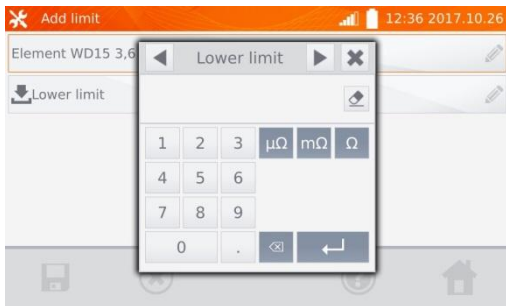 Add limit
12:36 2017.10.26
Element WD15 3,6
Lower limit
Lower limit
1 2 3 µΩ mΩ Ω
4 5 6
7 8 9
0 .